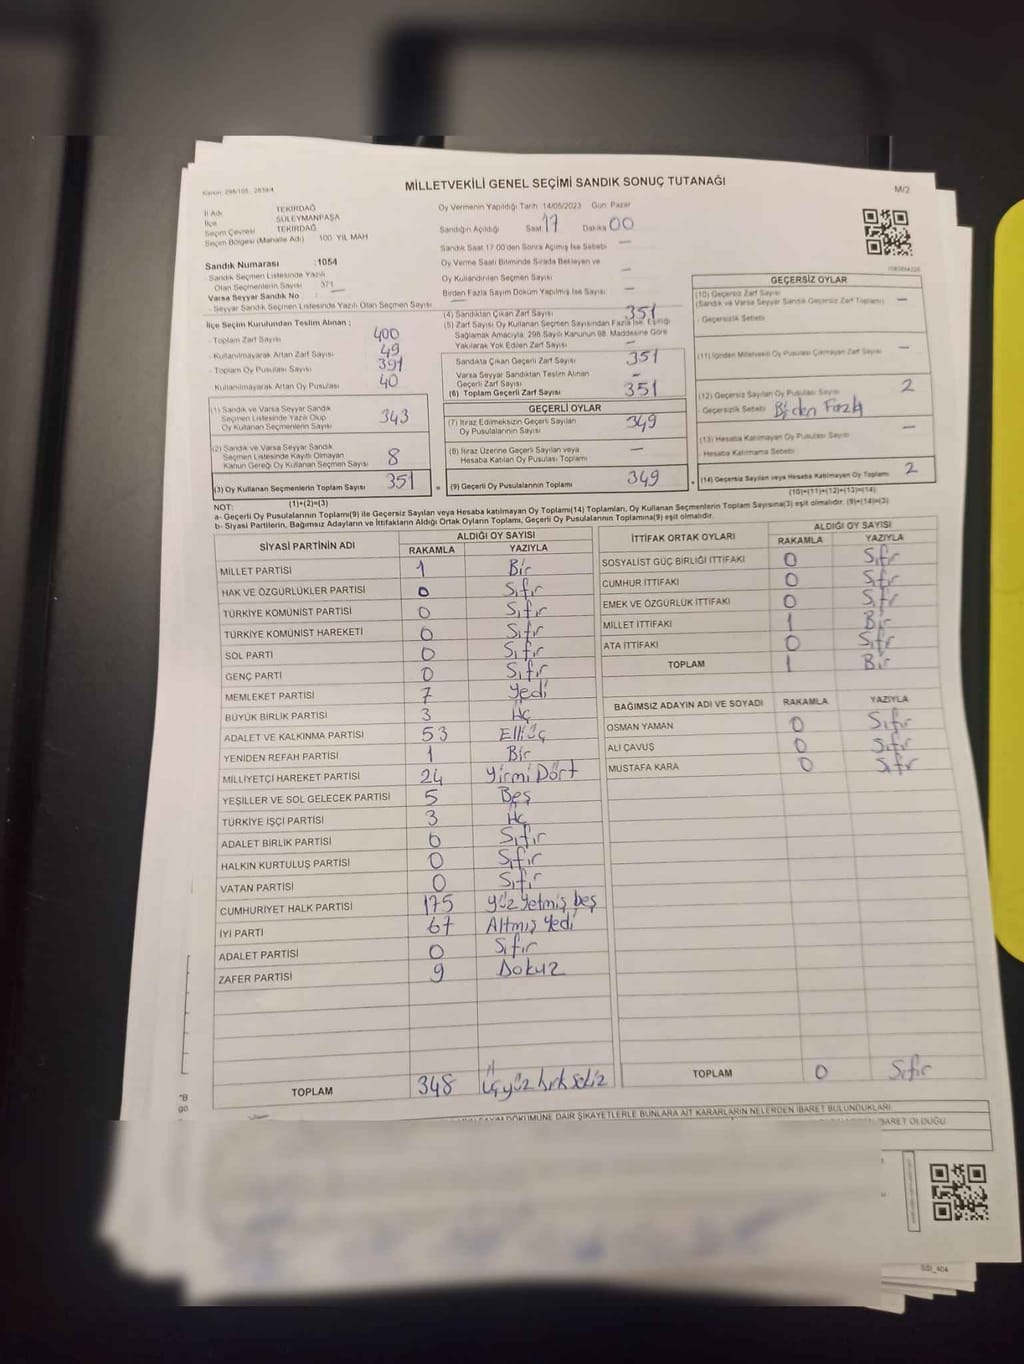 MİLLETVEKİLİ GENEL SEÇİMİ SANDIK SONUÇ TUTANAĞI
M/2
İl Adı TEKİRDAĞ
İlçe SÜLEYMANPAŞA
Seçim Çevresi TEKİRDAĞ
Seçim Bölgesi (Mahalle Adı) 100. YIL MAH
Sandık Numarası :1054
Sandık Seçmen Listesinde Yazılı
Olan Seçmenlerin Sayısı 371
Varsa Seyyar Sandık No
Seyyar Sandık Seçmen Listesinde Yazılı Olan Seçmen Sayısı
Oy Vermenin Yapıldığı Tarih 14/05/2023 Gün Pazar
Sandığın Açıldığı Saat 17 Dakika 00
Sandık Saat 17.00'den Sonra Açılmış İse Sebebi —
Oy Verme Saati Bitiminde Sırada Bekleyen ve
Oy Kullandırılan Seçmen Sayısı —
Birden Fazla Sayım Döküm Yapılmış İse Sayısı —
İlçe Seçim Kurulundan Teslim Alınan :
Toplam Zarf Sayısı 400
Kullanılmayarak Artan Zarf Sayısı 49
Toplam Oy Pusulası Sayısı 391
Kullanılmayarak Artan Oy Pusulası 40
(1) Sandık ve Varsa Seyyar Sandık
Seçmen Listesinde Yazılı Olup
Oy Kullanan Seçmenlerin Sayısı 343
(2) Sandık ve Varsa Seyyar Sandık
Seçmen Listesinde Kayıtlı Olmayan
Kanun Gereği Oy Kullanan Seçmen Sayısı 8
(3) Oy Kullanan Seçmenlerin Toplam Sayısı 351
(1)+(2)=(3)
(4) Sandıktan Çıkan Zarf Sayısı 351
(5) Zarf Sayısı Oy Kullanan Seçmen Sayısından Fazla İse, Eşitliği
Sağlamak Amacıyla, 298 Sayılı Kanunun 98. Maddesine Göre
Yakılarak Yok Edilen Zarf Sayısı —
Sandıkta Çıkan Geçerli Zarf Sayısı 351
Varsa Seyyar Sandıktan Teslim Alınan
Geçerli Zarf Sayısı —
(6) Toplam Geçerli Zarf Sayısı 351
GEÇERLİ OYLAR
(7) İtiraz Edilmeksizin Geçerli Sayılan
Oy Pusulalarının Sayısı 349
(8) İtiraz Üzerine Geçerli Sayılan veya
Hesaba Katılan Oy Pusulası Toplamı —
(9) Geçerli Oy Pusulalarının Toplamı 349
GEÇERSİZ OYLAR
(10) Geçersiz Zarf Sayısı
(Sandık ve Varsa Seyyar Sandık Geçersiz Zarf Toplamı) —
Geçersizlik Sebebi
(11) İçinden Milletvekili Oy Pusulası Çıkmayan Zarf Sayısı —
(12) Geçersiz Sayılan Oy Pusulası Sayısı 2
Geçersizlik Sebebi Biden Fazla
(13) Hesaba Katılmayan Oy Pusulası Sayısı —
Hesaba Katılmama Sebebi
(14) Geçersiz Sayılan veya Hesaba Katılmayan Oy Toplamı 2
(10)+(11)+(12)+(13)=(14)
NOT:
a- Geçerli Oy Pusulalarının Toplamı(9) ile Geçersiz Sayılan veya Hesaba Katılmayan Oy Toplamı(14) Toplamları, Oy Kullanan Seçmenlerin Toplam Sayısına(3) eşit olmalıdır. (9)+(14)=(3)
b- Siyasi Partilerin, Bağımsız Adayların ve İttifakların Aldığı Ortak Oyların Toplamı, Geçerli Oy Pusulalarının Toplamına(9) eşit olmalıdır.
SİYASİ PARTİNİN ADI ALDIĞI OY SAYISI
RAKAMLA YAZIYLA
MİLLET PARTİSİ 1 Bir
HAK VE ÖZGÜRLÜKLER PARTİSİ 0 Sıfır
TÜRKİYE KOMÜNİST PARTİSİ 0 Sıfır
TÜRKİYE KOMÜNİST HAREKETİ 0 Sıfır
SOL PARTİ 0 Sıfır
GENÇ PARTİ 0 Sıfır
MEMLEKET PARTİSİ 7 Yedi
BÜYÜK BİRLİK PARTİSİ 3 Üç
ADALET VE KALKINMA PARTİSİ 53 Elliüç
YENİDEN REFAH PARTİSİ 1 Bir
MİLLİYETÇİ HAREKET PARTİSİ 24 Yirmi Dört
YEŞİLLER VE SOL GELECEK PARTİSİ 5 Beş
TÜRKİYE İŞÇİ PARTİSİ 3 Üç
ADALET BİRLİK PARTİSİ 0 Sıfır
HALKIN KURTULUŞ PARTİSİ 0 Sıfır
VATAN PARTİSİ 0 Sıfır
CUMHURİYET HALK PARTİSİ 175 Yüz Yetmiş beş
İYİ PARTİ 67 Altmış Yedi
ADALET PARTİSİ 0 Sıfır
ZAFER PARTİSİ 9 Dokuz
TOPLAM 348 Üçyüz kırk sekiz
İTTİFAK ORTAK OYLARI ALDIĞI OY SAYISI
RAKAMLA YAZIYLA
SOSYALİST GÜÇ BİRLİĞİ İTTİFAKI 0 Sıfır
CUMHUR İTTİFAKI 0 Sıfır
EMEK VE ÖZGÜRLÜK İTTİFAKI 0 Sıfır
MİLLET İTTİFAKI 1 Bir
ATA İTTİFAKI 0 Sıfır
TOPLAM 1 Bir
BAĞIMSIZ ADAYIN ADI VE SOYADI RAKAMLA YAZIYLA
OSMAN YAMAN 0 Sıfır
ALİ ÇAVUŞ 0 Sıfır
MUSTAFA KARA 0 Sıfır
TOPLAM 0 Sıfır
DÖKÜMÜNE DAİR ŞİKAYETLERLE BUNLARA AİT KARARLARIN NELERDEN İBARET BULUNDUKLARI
İBARET OLDUĞU